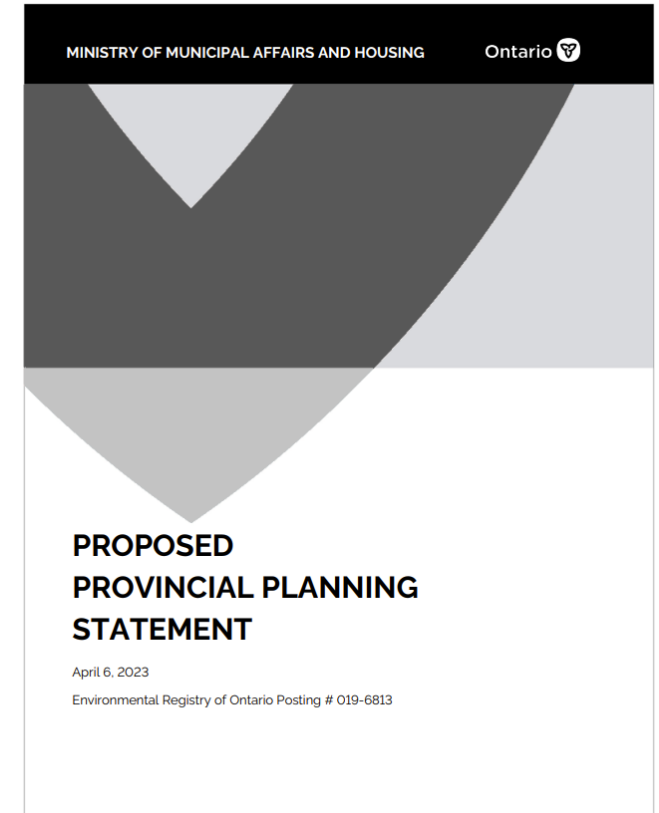 MINISTRY OF MUNICIPAL AFFAIRS AND HOUSING
Ontario
PROPOSED
PROVINCIAL PLANNING
STATEMENT
April 6, 2023
Environmental Registry of Ontario Posting # 019-6813